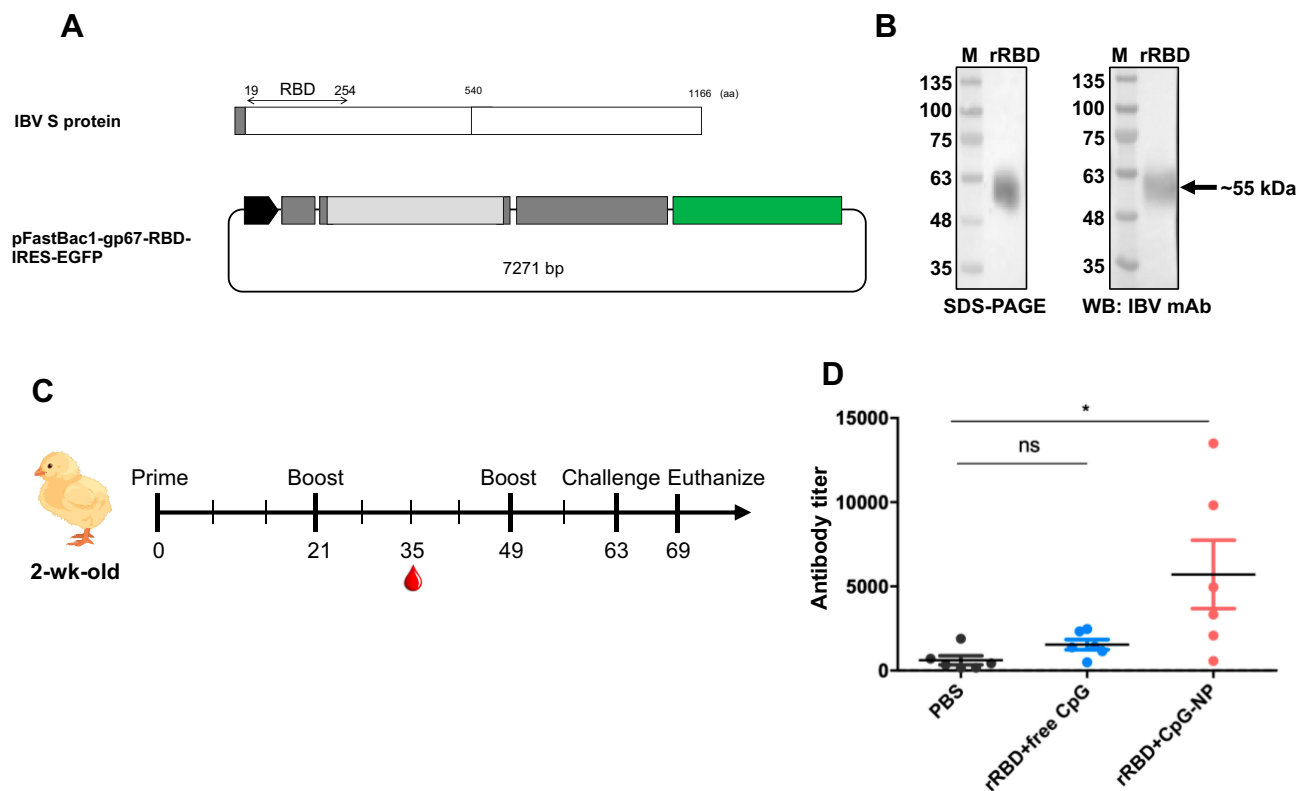 A
19 RBD 254 540 1166 (aa)
IBV S protein
pFastBac1-gp67-RBD-
IRES-EGFP
7271 bp
B
M rRBD
135
100
75
63
48
35
SDS-PAGE
M rRBD
135
100
75
63
48
35
~55 kDa
WB: IBV mAb
C
Prime Boost Boost Challenge Euthanize
0 21 35 49 63 69
2-wk-old
D
*
ns
Antibody titer
15000
10000
5000
0
PBS
rRBD+free CpG
rRBD+CpG-NP